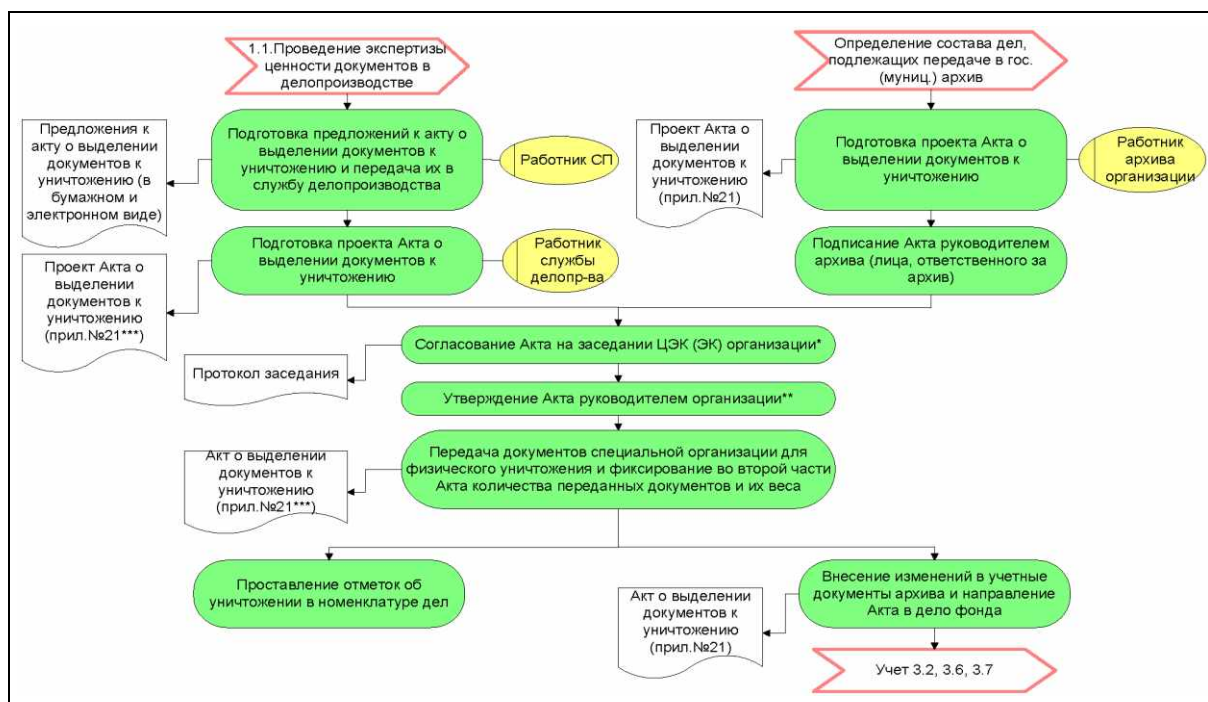 1.1.Проведение экспертизы
ценности документов в
делопроизводстве
Определение состава дел,
подлежащих передаче в гос.
(муниц.) архив
Предложения к
акту о выделении
документов к
уничтожению (в
бумажном и
электронном виде)
Подготовка предложений к акту о
выделении документов к
уничтожению и передача их в
службу делопроизводства
Работник СП
Проект Акта о
выделении
документов к
уничтожению
(прил.№21)
Подготовка проекта Акта о
выделении документов к
уничтожению
Работник
архива
организации
Проект Акта о
выделении
документов к
уничтожению
(прил.№21***)
Подготовка проекта Акта о
выделении документов к
уничтожению
Работник
службы
делопр-ва
Подписание Акта руководителем
архива (лица, ответственного за
архив)
Согласование Акта на заседании ЦЭК (ЭК) организации*
Протокол заседания
Утверждение Акта руководителем организации**
Акт о выделении
документов к
уничтожению
(прил.№21***)
Передача документов специальной организации для
физического уничтожения и фиксирование во второй части
Акта количества переданных документов и их веса
Проставление отметок об
уничтожении в номенклатуре дел
Акт о выделении
документов к
уничтожению
(прил.№21)
Внесение изменений в учетные
документы архива и направление
Акта в дело фонда
Учет 3.2, 3.6, 3.7